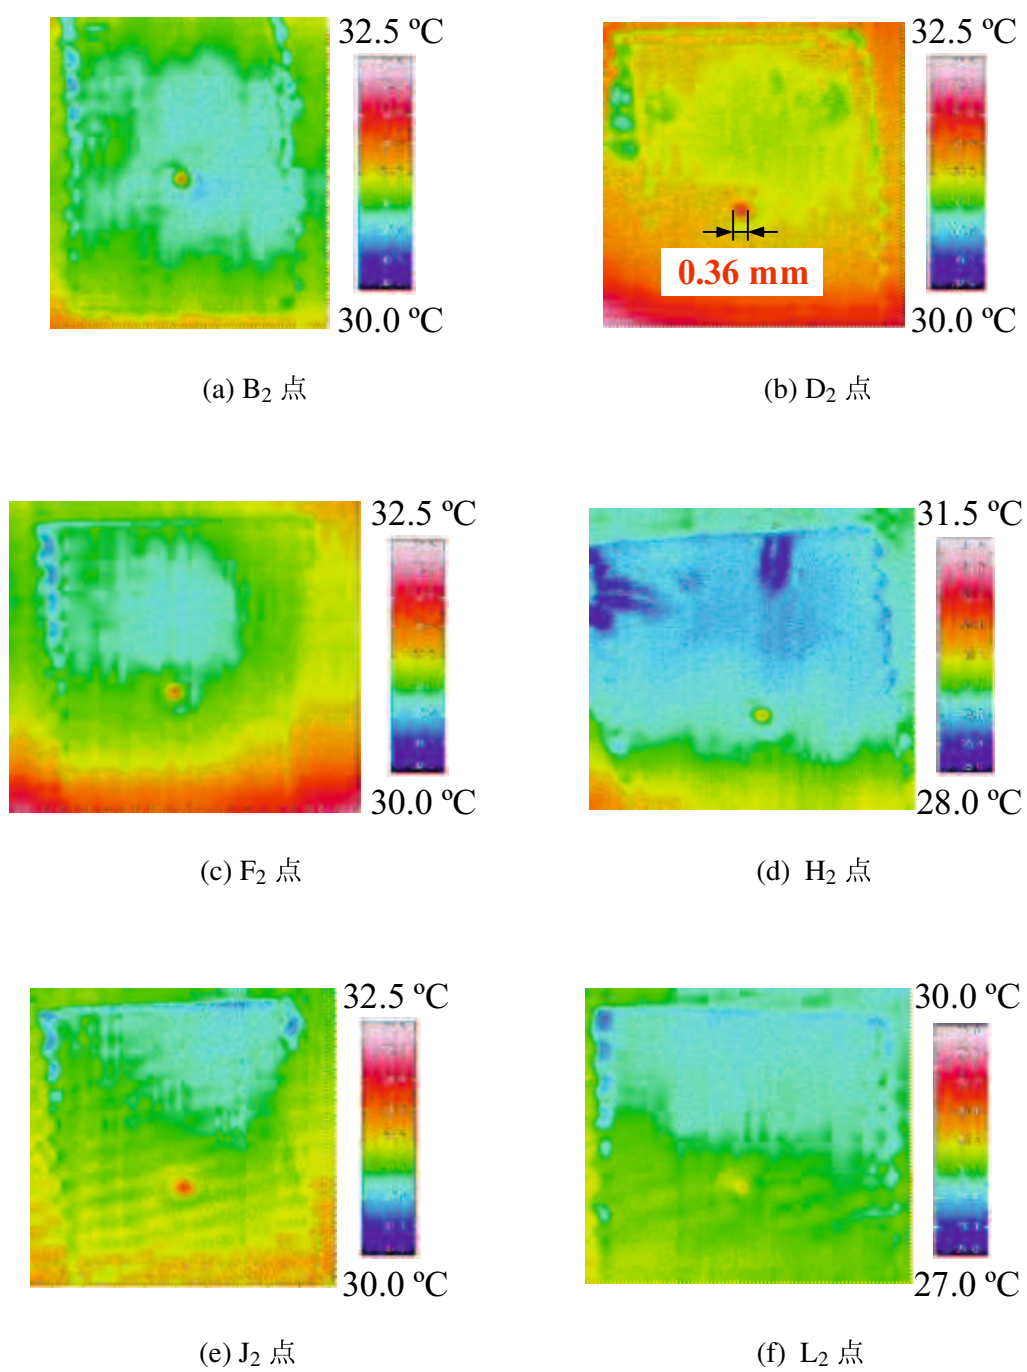 32.5 ºC
30.0 ºC
(a) B₂ 点
32.5 ºC
0.36 mm
30.0 ºC
(b) D₂ 点
32.5 ºC
30.0 ºC
(c) F₂ 点
31.5 ºC
28.0 ºC
(d) H₂ 点
32.5 ºC
30.0 ºC
(e) J₂ 点
30.0 ºC
27.0 ºC
(f) L₂ 点